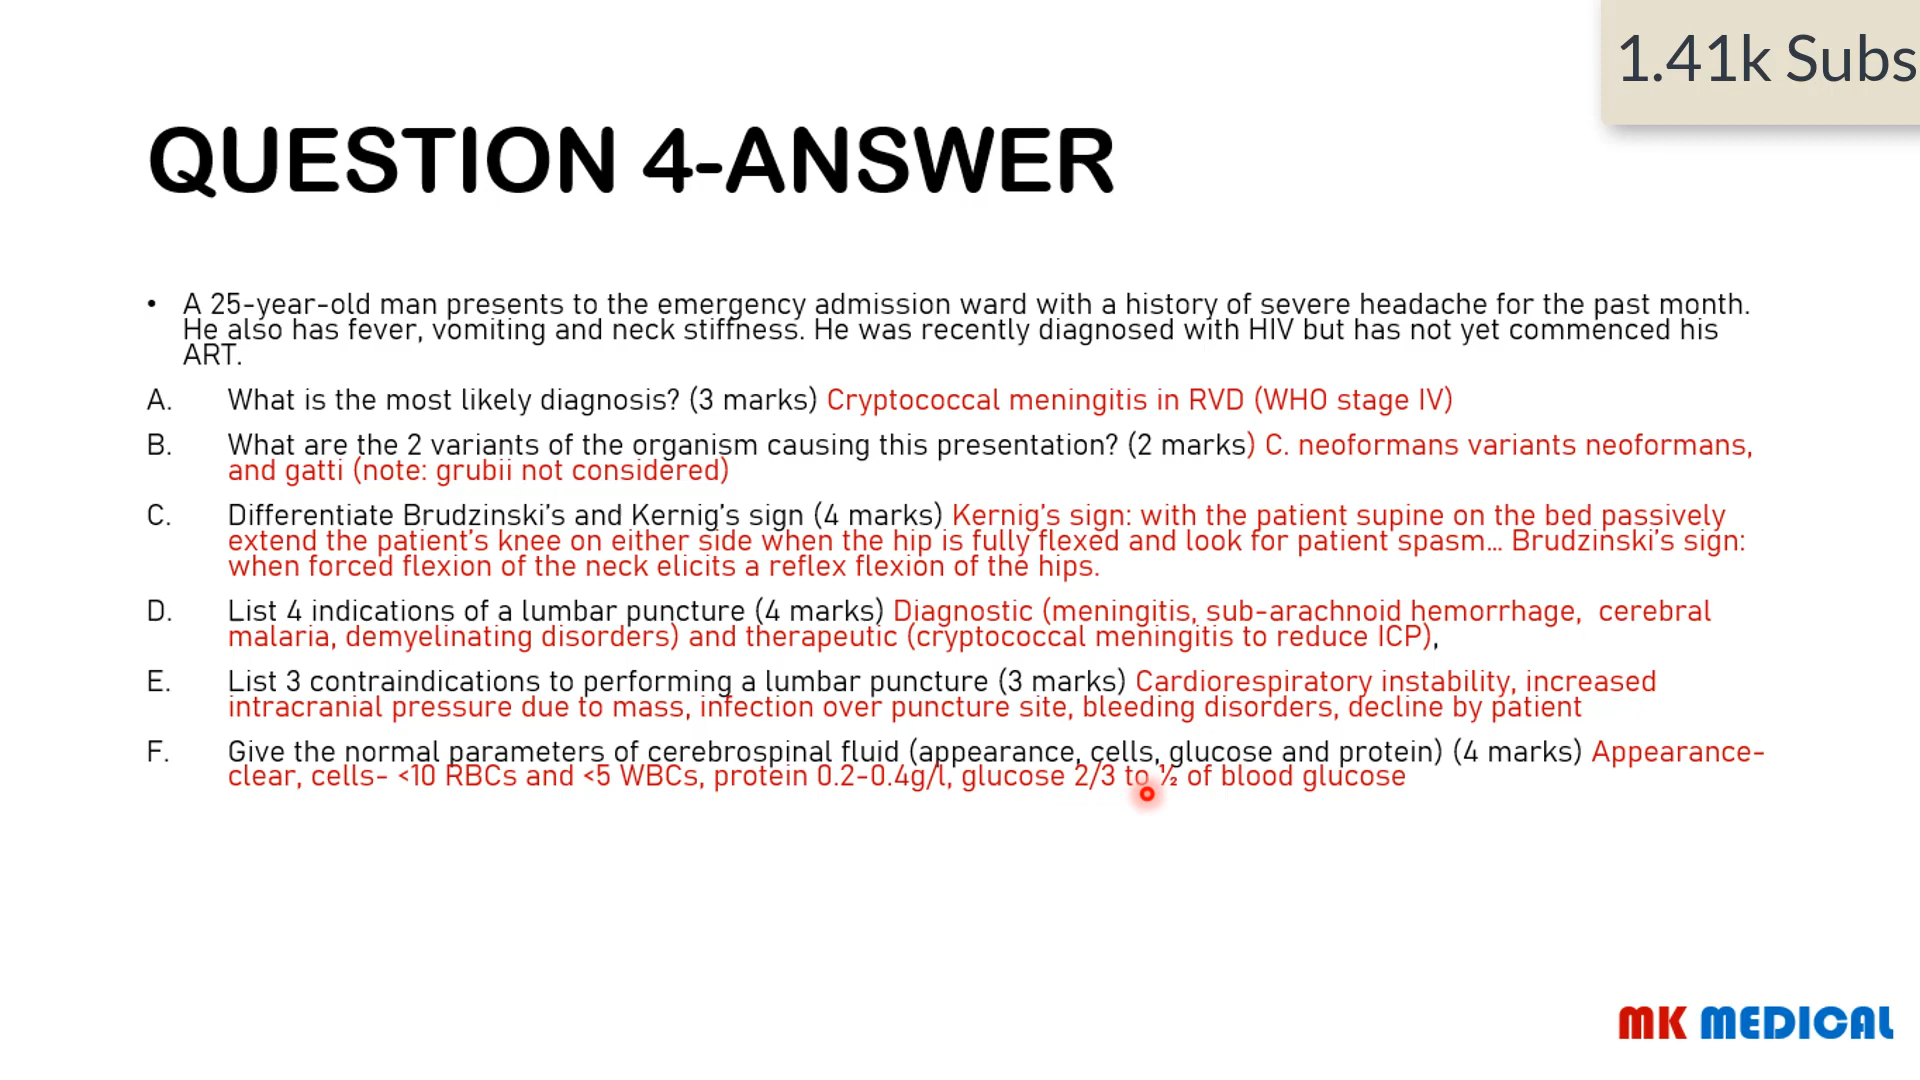 1.41k Subs
QUESTION 4-ANSWER
• A 25-year-old man presents to the emergency admission ward with a history of severe headache for the past month.
He also has fever, vomiting and neck stiffness. He was recently diagnosed with HIV but has not yet commenced his
ART.
A. What is the most likely diagnosis? (3 marks) Cryptococcal meningitis in RVD (WHO stage IV)
B. What are the 2 variants of the organism causing this presentation? (2 marks) C. neoformans variants neoformans,
and gatti (note: grubii not considered)
C. Differentiate Brudzinski's and Kernig's sign (4 marks) Kernig's sign: with the patient supine on the bed passively
extend the patient's knee on either side when the hip is fully flexed and look for patient spasm... Brudzinski's sign:
when forced flexion of the neck elicits a reflex flexion of the hips.
D. List 4 indications of a lumbar puncture (4 marks) Diagnostic (meningitis, sub-arachnoid hemorrhage, cerebral
malaria, demyelinating disorders) and therapeutic (cryptococcal meningitis to reduce ICP),
E. List 3 contraindications to performing a lumbar puncture (3 marks) Cardiorespiratory instability, increased
intracranial pressure due to mass, infection over puncture site, bleeding disorders, decline by patient
F. Give the normal parameters of cerebrospinal fluid (appearance, cells, glucose and protein) (4 marks) Appearance-
clear, cells- <10 RBCs and <5 WBCs, protein 0.2-0.4g/l, glucose 2/3 to ½ of blood glucose
MK MEDICAL